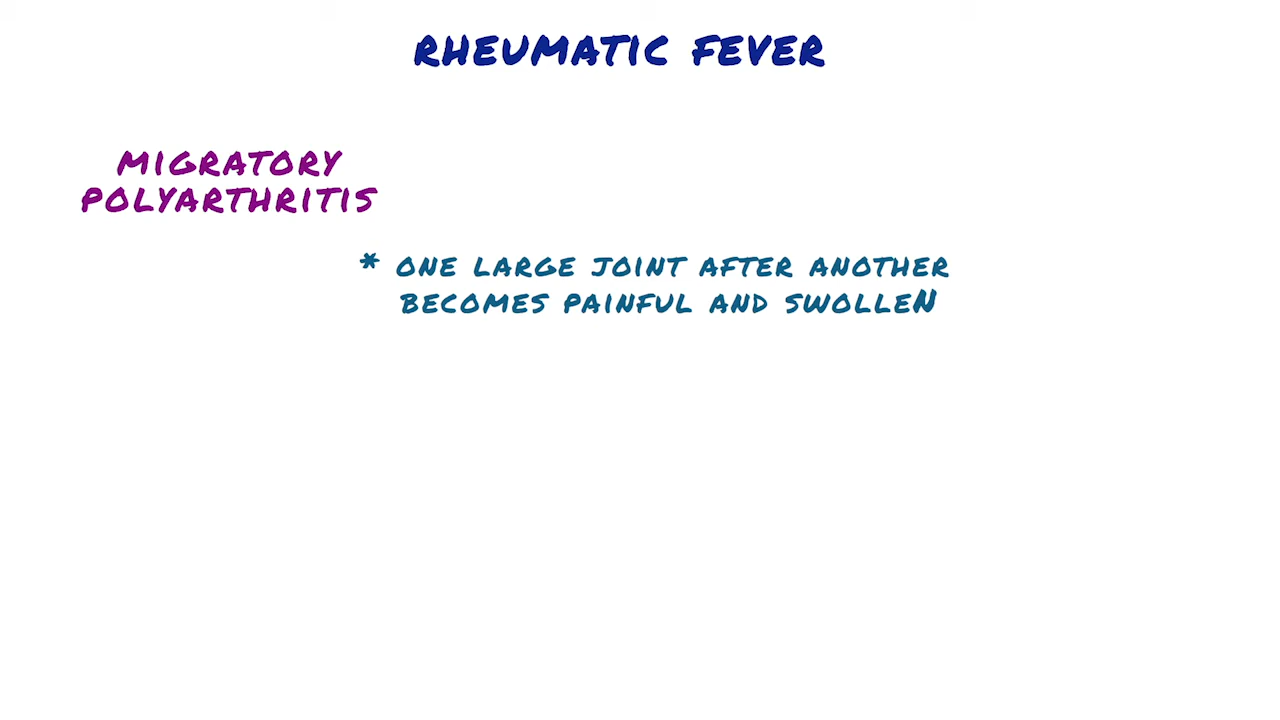 RHEUMATIC FEVER
MIGRATORY
POLYARTHRITIS
* ONE LARGE JOINT AFTER ANOTHER
BECOMES PAINFUL AND SWOLLEN